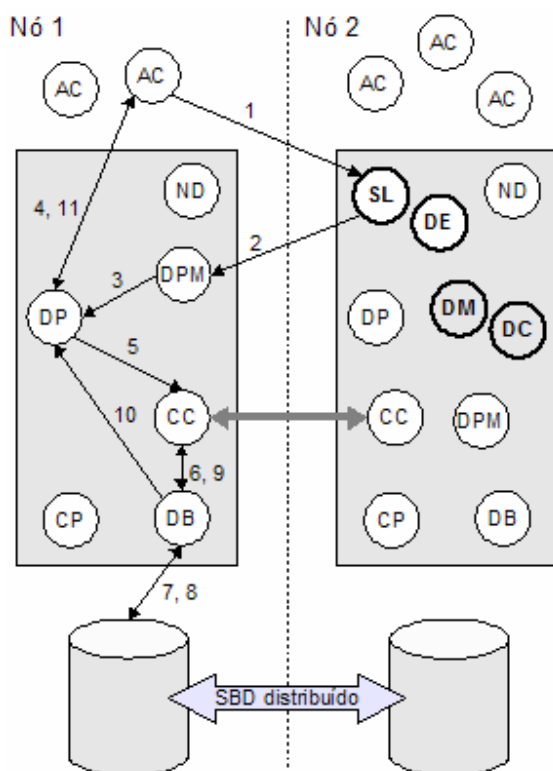 Nó 1
Nó 2
AC
AC
AC
AC
AC
1
ND
SL
DE
ND
4, 11
2
DPM
3
DP
DP
DM
DC
5
10
CC
CC
DPM
6, 9
CP
DB
CP
DB
7, 8
SBD distribuído